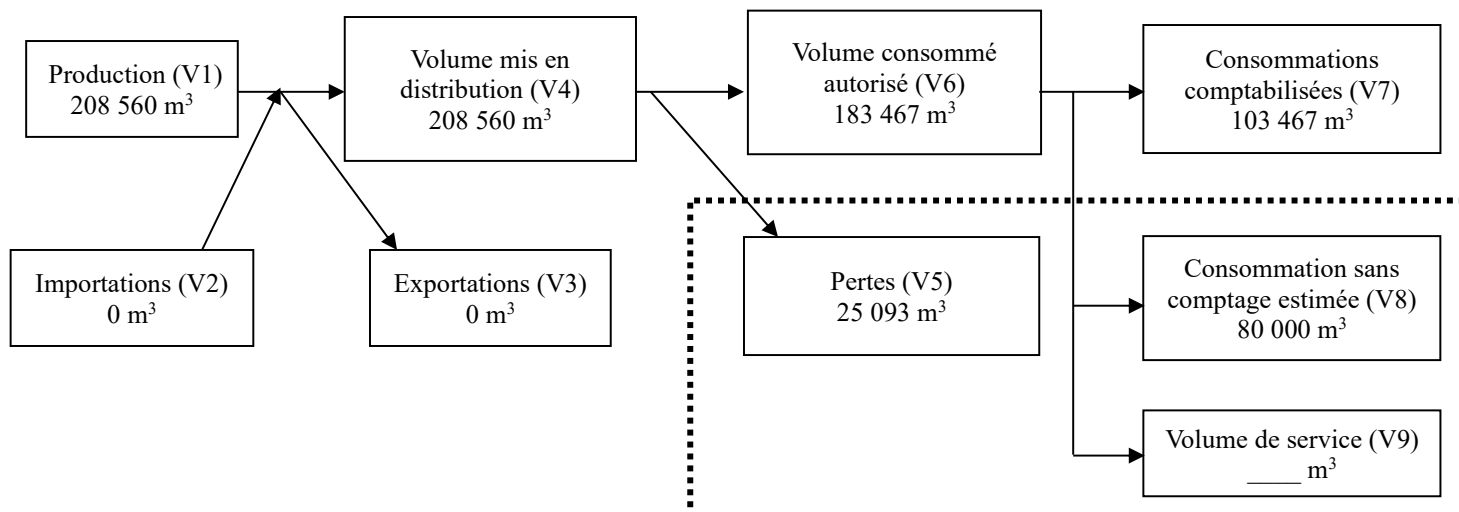 Production (V1)
208 560 m³
Volume mis en
distribution (V4)
208 560 m³
Volume consommé
autorisé (V6)
183 467 m³
Consommations
comptabilisées (V7)
103 467 m³
Importations (V2)
0 m³
Exportations (V3)
0 m³
Pertes (V5)
25 093 m³
Consommation sans
comptage estimée (V8)
80 000 m³
Volume de service (V9)
____ m³